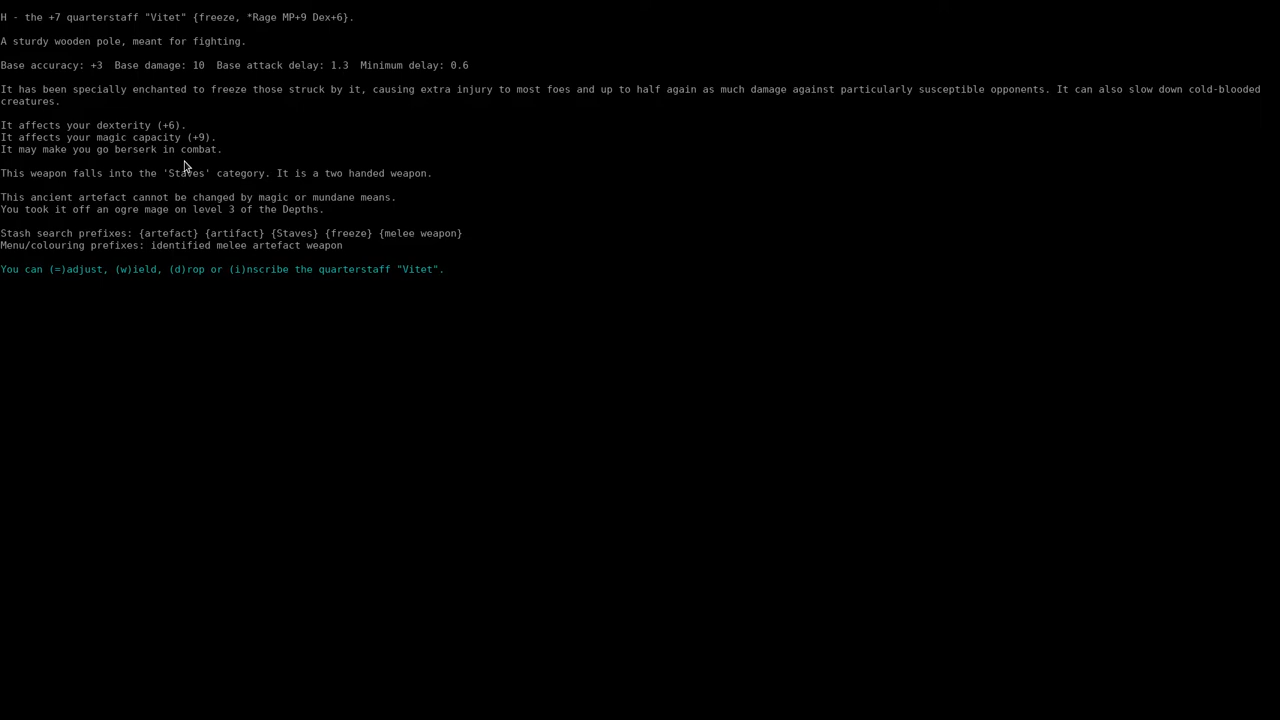 H - the +7 quarterstaff "Vitet" {freeze, *Rage MP+9 Dex+6}.
A sturdy wooden pole, meant for fighting.
Base accuracy: +3  Base damage: 10  Base attack delay: 1.3  Minimum delay: 0.6
It has been specially enchanted to freeze those struck by it, causing extra injury to most foes and up to half again as much damage against particularly susceptible opponents. It can also slow down cold-blooded
creatures.
It affects your dexterity (+6).
It affects your magic capacity (+9).
It may make you go berserk in combat.
This weapon falls into the 'Staves' category. It is a two handed weapon.
This ancient artefact cannot be changed by magic or mundane means.
You took it off an ogre mage on level 3 of the Depths.
Stash search prefixes: {artefact} {artifact} {Staves} {freeze} {melee weapon}
Menu/colouring prefixes: identified melee artefact weapon
You can (=)adjust, (w)ield, (d)rop or (i)nscribe the quarterstaff "Vitet".